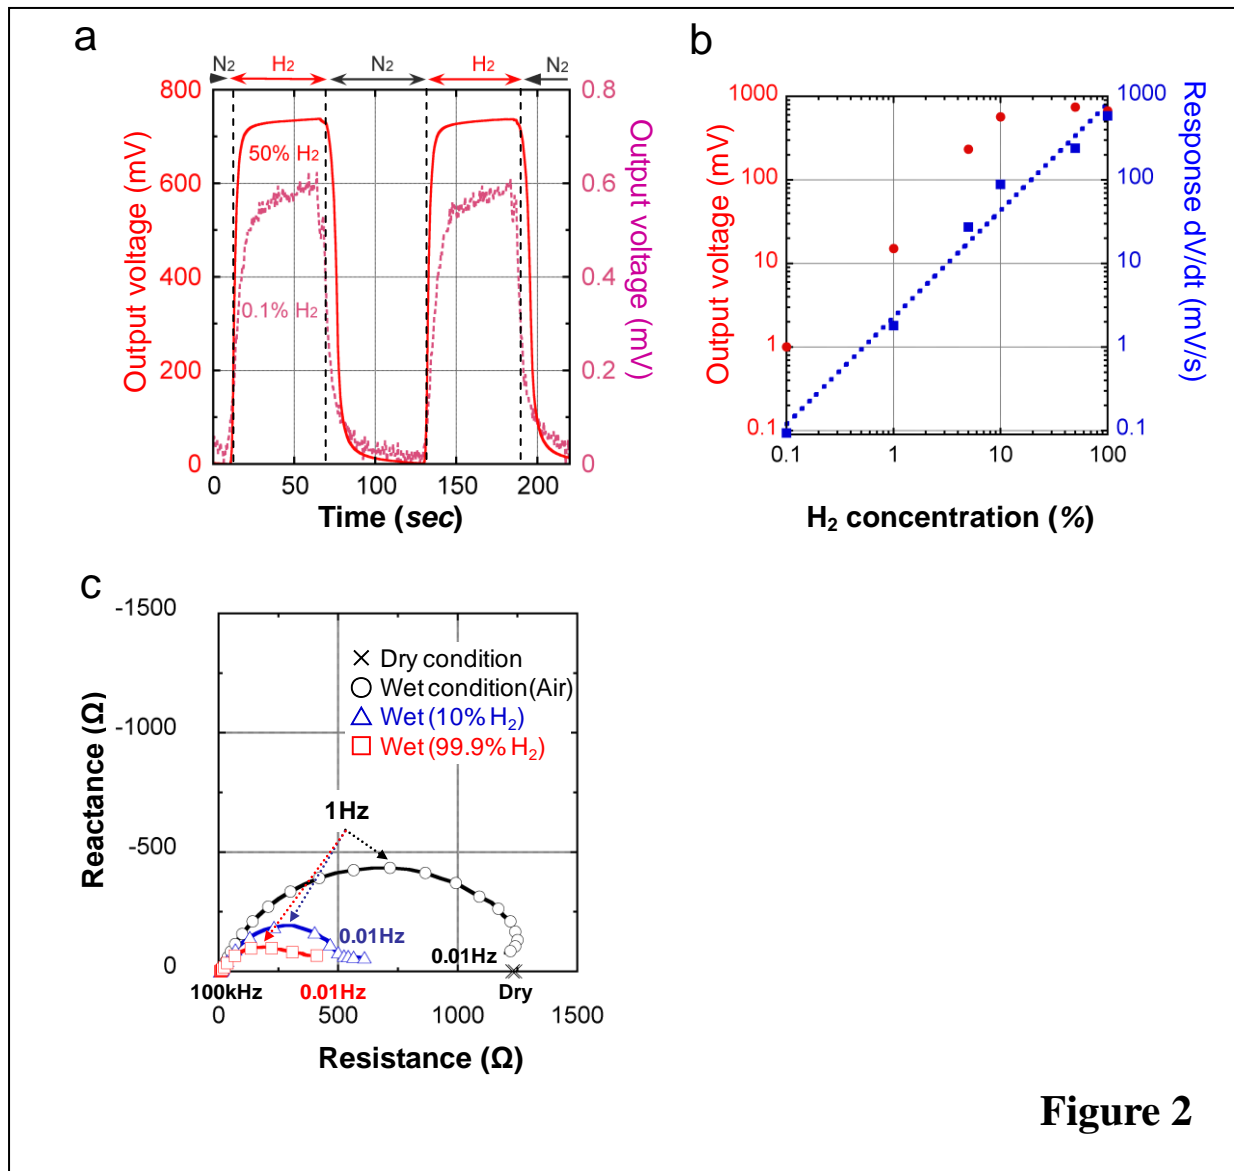 a
N2 H2 N2 H2 N2
800
600
400
200
0
0.8
0.6
0.4
0.2
0
Output voltage (mV)
Output voltage (mV)
50% H2
0.1% H2
0 50 100 150 200
Time (sec)
b
1000
100
10
1
0.1
1000
100
10
1
0.1
Output voltage (mV)
Response dV/dt (mV/s)
0.1 1 10 100
H2 concentration (%)
c
-1500
-1000
-500
0
Reactance (Ω)
Dry condition
Wet condition(Air)
Wet (10% H2)
Wet (99.9% H2)
1Hz
0.01Hz
0.01Hz
100kHz 0.01Hz Dry
0 500 1000 1500
Resistance (Ω)
Figure 2